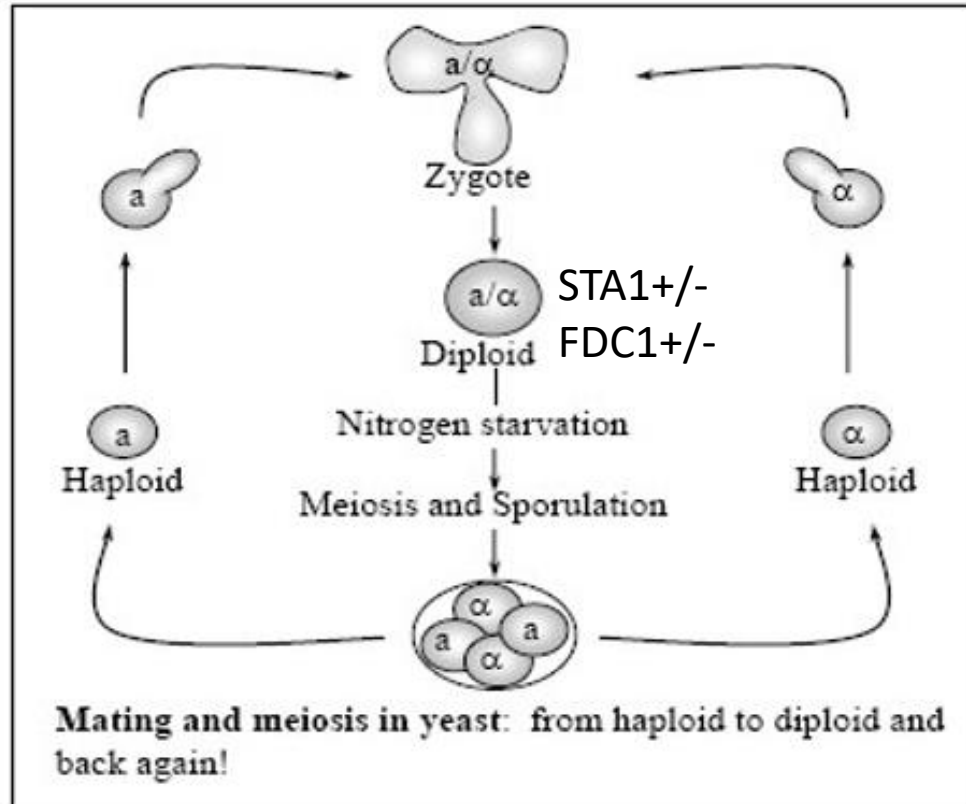 a/α
Zygote
a
α
a/α
STA1+/-
FDC1+/-
Diploid
a
Haploid
α
Haploid
Nitrogen starvation
Meiosis and Sporulation
α
a
a
α
Mating and meiosis in yeast: from haploid to diploid and
back again!